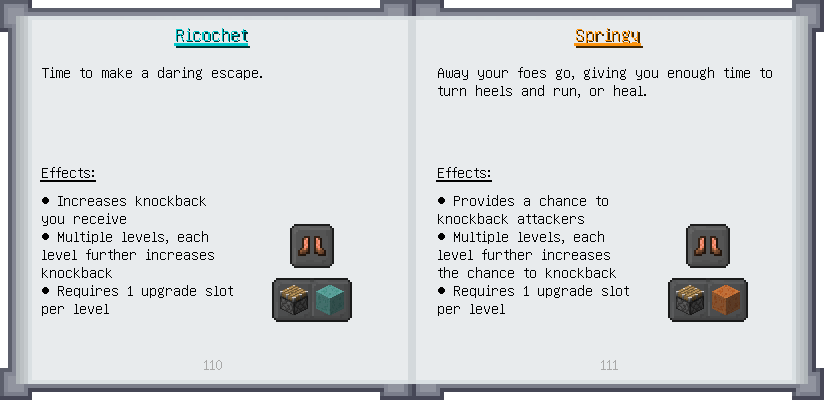 Ricochet
Time to make a daring escape.
Effects:
● Increases knockback
you receive
● Multiple levels, each
level further increases
knockback
● Requires 1 upgrade slot
per level
110
Springy
Away your foes go, giving you enough time to
turn heels and run, or heal.
Effects:
● Provides a chance to
knockback attackers
● Multiple levels, each
level further increases
the chance to knockback
● Requires 1 upgrade slot
per level
111